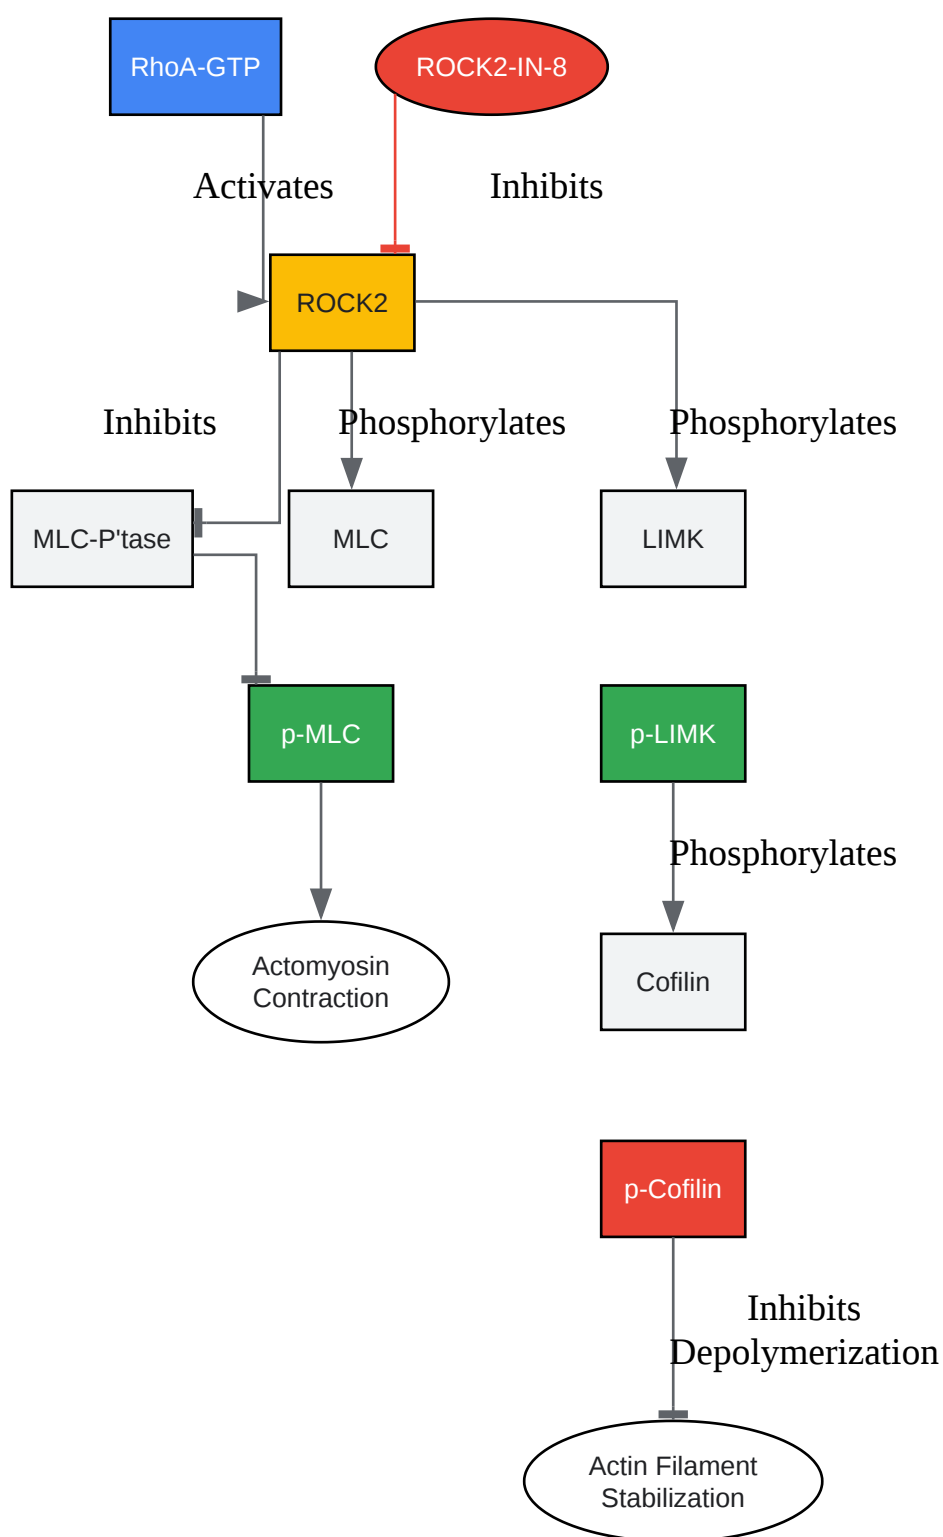 RhoA-GTP
ROCK2-IN-8
Activates
Inhibits
ROCK2
Inhibits
Phosphorylates
Phosphorylates
MLC-P'tase
MLC
LIMK
p-MLC
p-LIMK
Phosphorylates
Actomyosin
Contraction
Cofilin
p-Cofilin
Inhibits
Depolymerization
Actin Filament
Stabilization